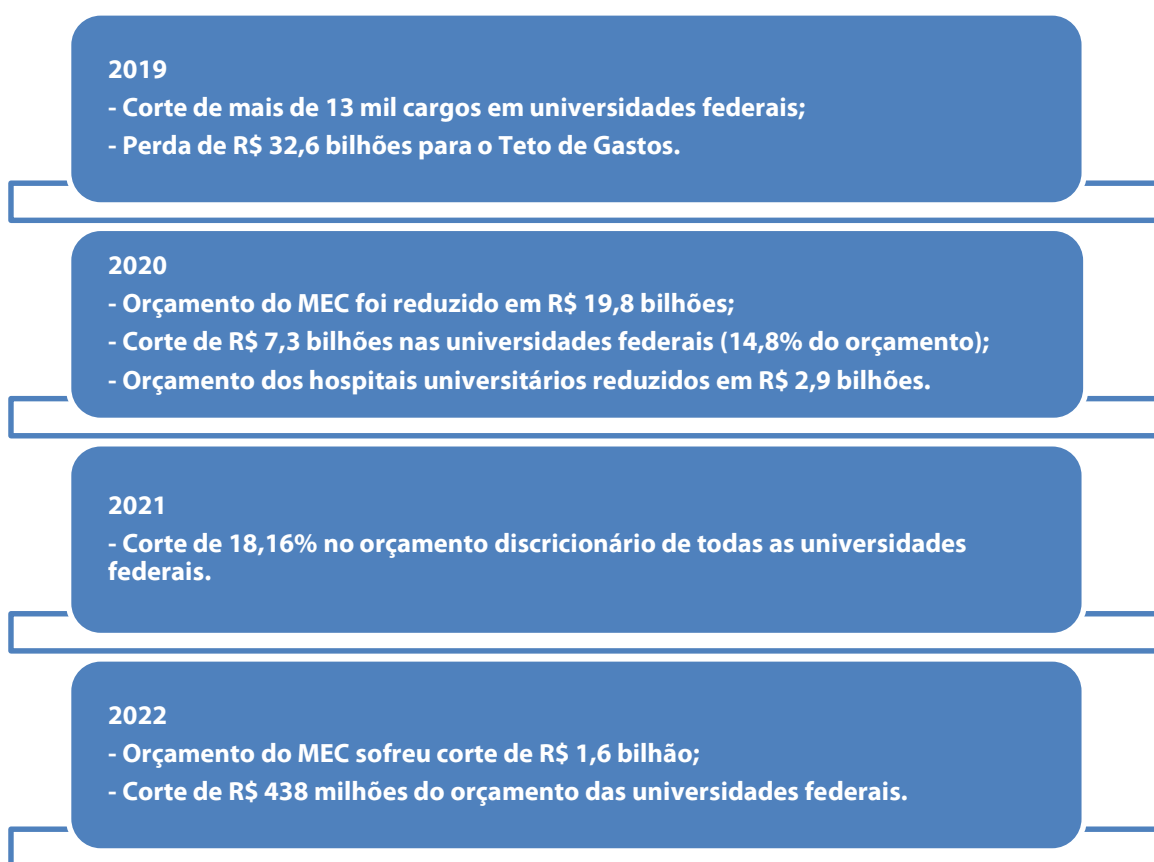 2019
- Corte de mais de 13 mil cargos em universidades federais;
- Perda de R$ 32,6 bilhões para o Teto de Gastos.
2020
- Orçamento do MEC foi reduzido em R$ 19,8 bilhões;
- Corte de R$ 7,3 bilhões nas universidades federais (14,8% do orçamento);
- Orçamento dos hospitais universitários reduzidos em R$ 2,9 bilhões.
2021
- Corte de 18,16% no orçamento discricionário de todas as universidades
federais.
2022
- Orçamento do MEC sofreu corte de R$ 1,6 bilhão;
- Corte de R$ 438 milhões do orçamento das universidades federais.